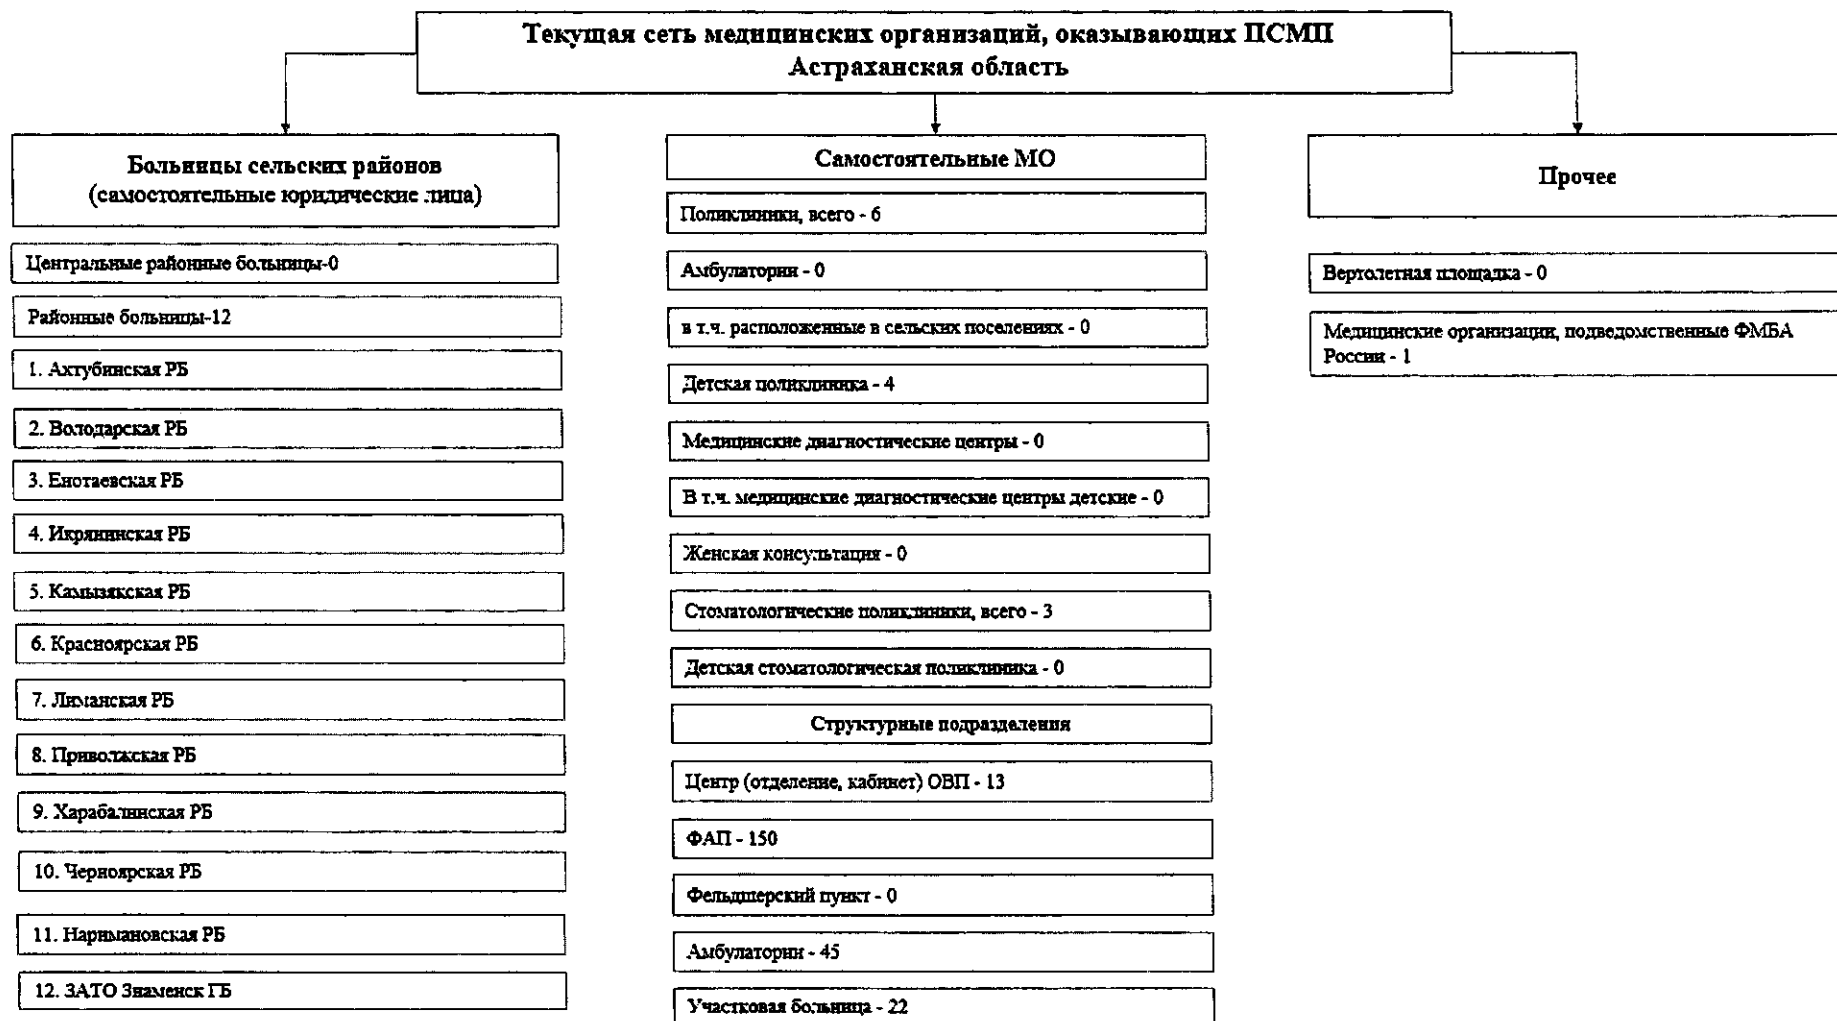 Текущая сеть медицинских организаций, оказывающих ПСМП
Астраханская область
Больницы сельских районов
(самостоятельные юридические лица)
Центральные районные больницы-0
Районные больницы-12
1. Ахтубинская РБ
2. Володарская РБ
3. Енотаевская РБ
4. Икрянинская РБ
5. Камызякская РБ
6. Красноярская РБ
7. Лиманская РБ
8. Приволжская РБ
9. Харабалинская РБ
10. Черноярская РБ
11. Наримановская РБ
12. ЗАТО Знаменск ГБ
Самостоятельные МО
Поликлиники, всего - 6
Амбулатории - 0
в т.ч. расположенные в сельских поселениях - 0
Детская поликлиника - 4
Медицинские диагностические центры - 0
В т.ч. медицинские диагностические центры детские - 0
Женская консультация - 0
Стоматологические поликлиники, всего - 3
Детская стоматологическая поликлиника - 0
Структурные подразделения
Центр (отделение, кабинет) ОВП - 13
ФАП - 150
Фельдшерский пункт - 0
Амбулатории - 45
Участковая больница - 22
Прочее
Вертолетная площадка - 0
Медицинские организации, подведомственные ФМБА
России - 1